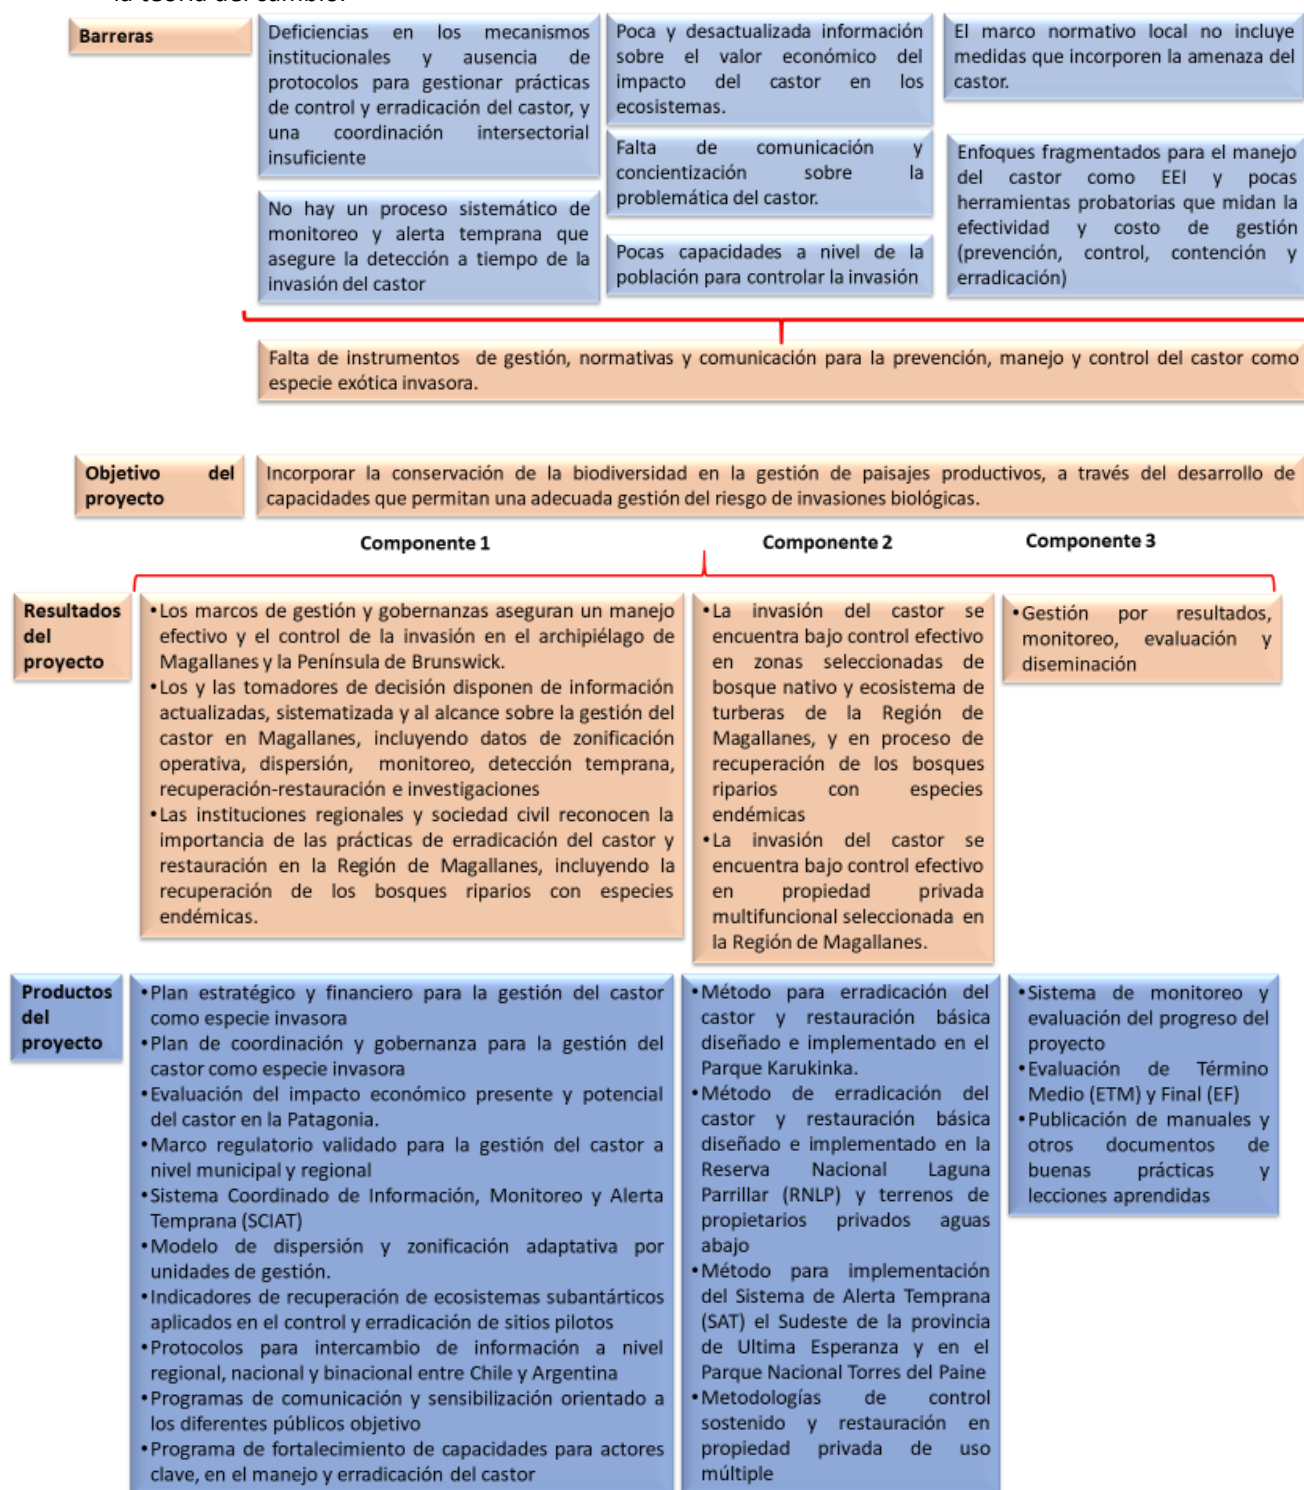 la teoría del cambio.
Barreras
Deficiencias en los mecanismos
institucionales y ausencia de
protocolos para gestionar prácticas
de control y erradicación del castor, y
una coordinación intersectorial
insuficiente
No hay un proceso sistemático de
monitoreo y alerta temprana que
asegure la detección a tiempo de la
invasión del castor
Poca y desactualizada información
sobre el valor económico del
impacto del castor en los
ecosistemas.
Falta de comunicación y
concientización sobre la
problemática del castor.
Pocas capacidades a nivel de la
población para controlar la invasión
El marco normativo local no incluye
medidas que incorporen la amenaza del
castor.
Enfoques fragmentados para el manejo
del castor como EEI y pocas
herramientas probatorias que midan la
efectividad y costo de gestión
(prevención, control, contención y
erradicación)
Falta de instrumentos de gestión, normativas y comunicación para la prevención, manejo y control del castor como
especie exótica invasora.
Objetivo del
proyecto
Incorporar la conservación de la biodiversidad en la gestión de paisajes productivos, a través del desarrollo de
capacidades que permitan una adecuada gestión del riesgo de invasiones biológicas.
Componente 1
Componente 2
Componente 3
Resultados
del
proyecto
•Los marcos de gestión y gobernanzas aseguran un manejo
efectivo y el control de la invasión en el archipiélago de
Magallanes y la Península de Brunswick.
•Los y las tomadores de decisión disponen de información
actualizadas, sistematizada y al alcance sobre la gestión del
castor en Magallanes, incluyendo datos de zonificación
operativa, dispersión, monitoreo, detección temprana,
recuperación-restauración e investigaciones
•Las instituciones regionales y sociedad civil reconocen la
importancia de las prácticas de erradicación del castor y
restauración en la Región de Magallanes, incluyendo la
recuperación de los bosques riparios con especies
endémicas.
•La invasión del castor se
encuentra bajo control efectivo
en zonas seleccionadas de
bosque nativo y ecosistema de
turberas de la Región de
Magallanes, y en proceso de
recuperación de los bosques
riparios con especies
endémicas
•La invasión del castor se
encuentra bajo control efectivo
en propiedad privada
multifuncional seleccionada en
la Región de Magallanes.
•Gestión por resultados,
monitoreo, evaluación y
diseminación
Productos
del
proyecto
•Plan estratégico y financiero para la gestión del castor
como especie invasora
•Plan de coordinación y gobernanza para la gestión del
castor como especie invasora
•Evaluación del impacto económico presente y potencial
del castor en la Patagonia.
•Marco regulatorio validado para la gestión del castor a
nivel municipal y regional
•Sistema Coordinado de Información, Monitoreo y Alerta
Temprana (SCIAT)
•Modelo de dispersión y zonificación adaptativa por
unidades de gestión.
•Indicadores de recuperación de ecosistemas subantárticos
aplicados en el control y erradicación de sitios pilotos
•Protocolos para intercambio de información a nivel
regional, nacional y binacional entre Chile y Argentina
•Programas de comunicación y sensibilización orientado a
los diferentes públicos objetivo
•Programa de fortalecimiento de capacidades para actores
clave, en el manejo y erradicación del castor
•Método para erradicación del
castor y restauración básica
diseñado e implementado en el
Parque Karukinka.
•Método de erradicación del
castor y restauración básica
diseñado e implementado en la
Reserva Nacional Laguna
Parrillar (RNLP) y terrenos de
propietarios privados aguas
abajo
•Método para implementación
del Sistema de Alerta Temprana
(SAT) el Sudeste de la provincia
de Ultima Esperanza y en el
Parque Nacional Torres del Paine
•Metodologías de control
sostenido y restauración en
propiedad privada de uso
múltiple
•Sistema de monitoreo y
evaluación del progreso del
proyecto
•Evaluación de Término
Medio (ETM) y Final (EF)
•Publicación de manuales y
otros documentos de
buenas prácticas y
lecciones aprendidas